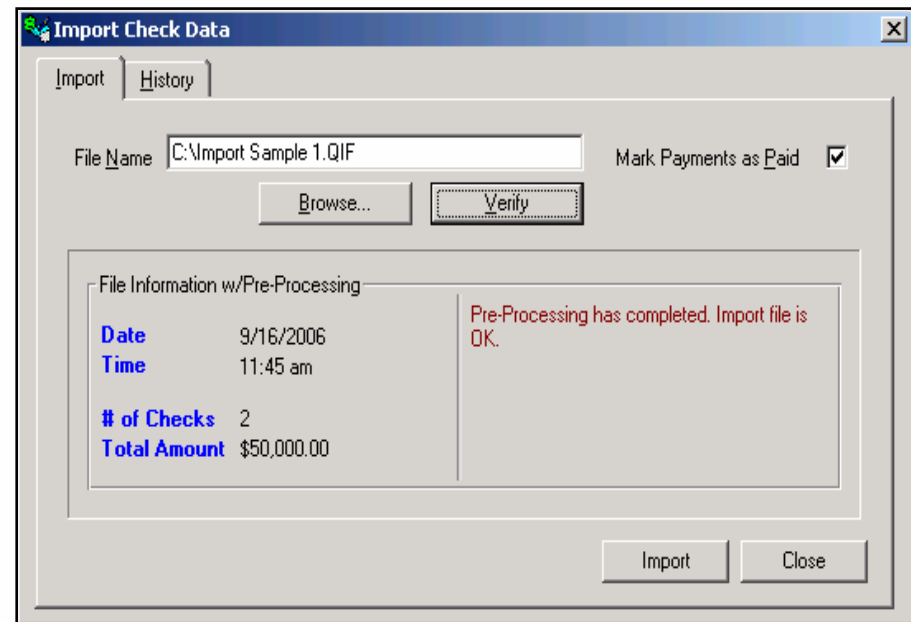 Import Check Data
Import History
File Name C:\Import Sample 1.QIF Mark Payments as Paid
Browse... Verify
File Information w/Pre-Processing
Pre-Processing has completed. Import file is
OK.
Date 9/16/2006
Time 11:45 am
# of Checks 2
Total Amount $50,000.00
Import Close